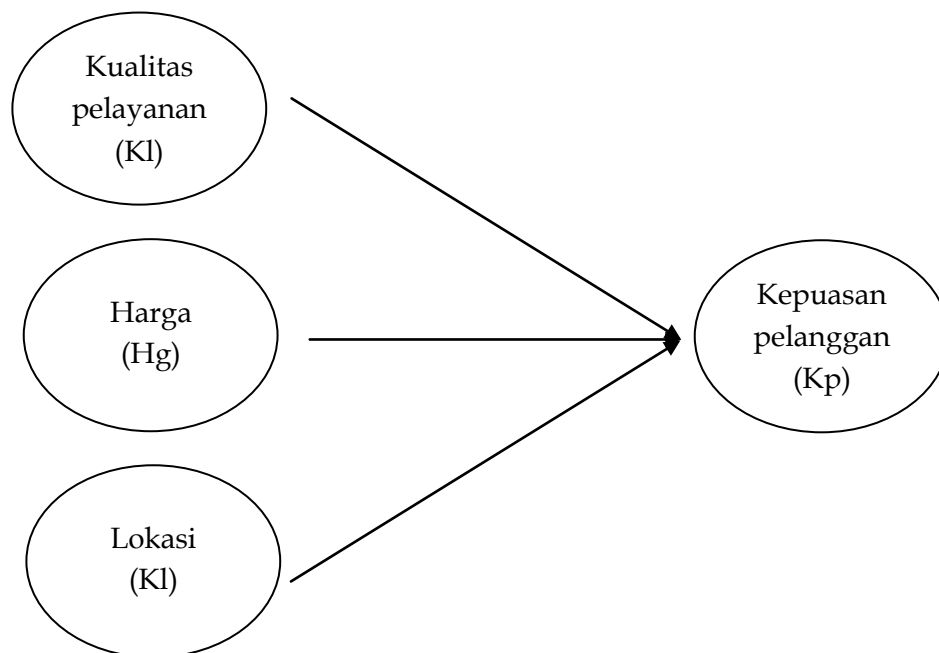 Kualitas
pelayanan
(Kl)
Harga
(Hg)
Kepuasan
pelanggan
(Kp)
Lokasi
(Kl)